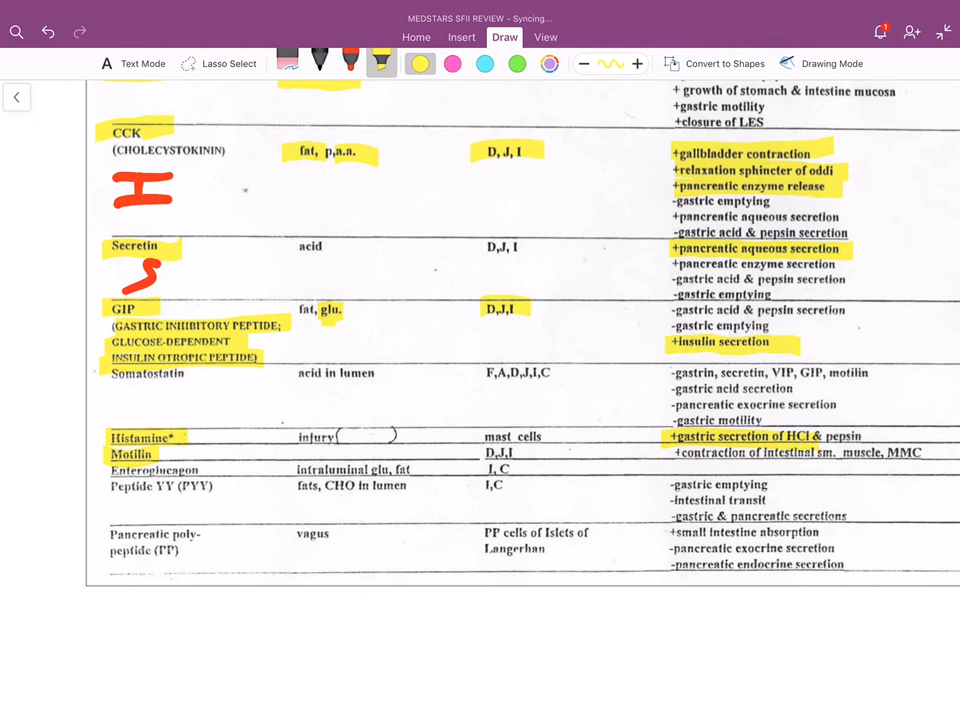 MEDSTARS SFII REVIEW - Syncing...
Home Insert Draw View
1
A Text Mode Lasso Select Convert to Shapes Drawing Mode
+ growth of stomach & intestine mucosa
+gastric motility
+closure of LES
CCK
(CHOLECYSTOKININ) fat, p,a.a. D, J, I +gallbladder contraction
+relaxation sphincter of oddi
H +pancreatic enzyme release
-gastric emptying
+pancreatic aqueous secretion
-gastric acid & pepsin secretion
Secretin acid D,J, I +pancreatic aqueous secretion
+pancreatic enzyme secretion
S -gastric acid & pepsin secretion
-gastric emptying
GIP fat, glu. D,J,I -gastric acid & pepsin secretion
(GASTRIC INHIBITORY PEPTIDE; -gastric emptying
GLUCOSE-DEPENDENT +insulin secretion
INSULIN OTROPIC PEPTIDE)
Somatostatin acid in lumen F,A,D,J,I,C -gastrin, secretin, VIP, GIP, motilin
-gastric acid secretion
-pancreatic exocrine secretion
-gastric motility
Histamine* injury( ) mast cells +gastric secretion of HCl & pepsin
Motilin D,J,I +contraction of intestinal sm. muscle, MMC
intraluminal glu, fat I, C
Peptide YY (PYY) fats, CHO in lumen I,C -gastric emptying
-intestinal transit
-gastric & pancreatic secretions
Pancreatic poly- vagus PP cells of Islets of +small intestine absorption
peptide (PP) Langerhan -pancreatic exocrine secretion
-pancreatic endocrine secretion